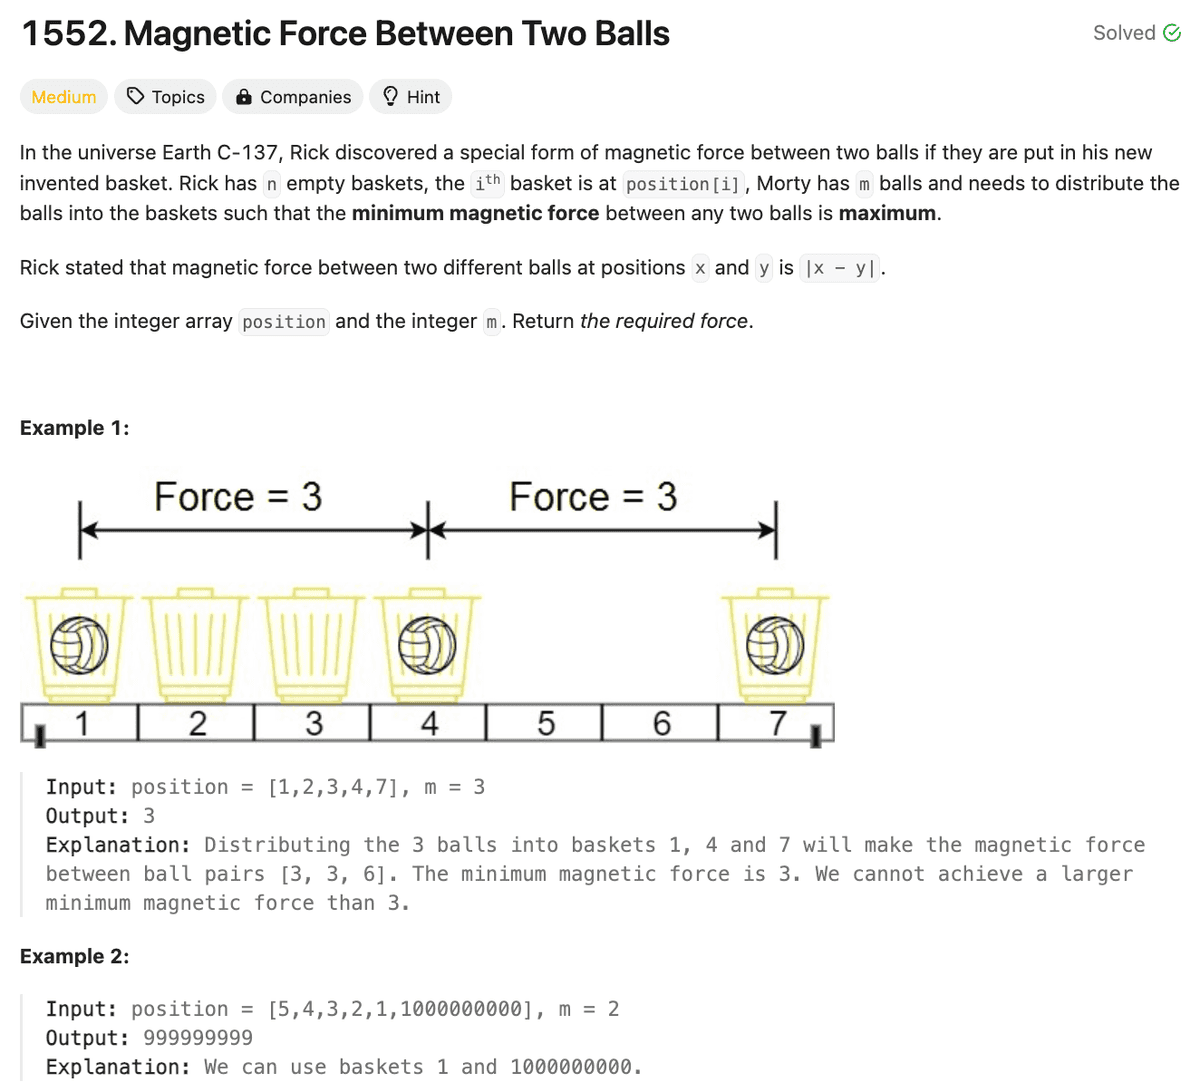 1552. Magnetic Force Between Two Balls
Solved
Medium Topics Companies Hint
In the universe Earth C-137, Rick discovered a special form of magnetic force between two balls if they are put in his new
invented basket. Rick has n empty baskets, the ith basket is at position[i], Morty has m balls and needs to distribute the
balls into the baskets such that the minimum magnetic force between any two balls is maximum.
Rick stated that magnetic force between two different balls at positions x and y is |x - y|.
Given the integer array position and the integer m. Return the required force.
Example 1:
Force = 3 Force = 3
1 2 3 4 5 6 7
Input: position = [1,2,3,4,7], m = 3
Output: 3
Explanation: Distributing the 3 balls into baskets 1, 4 and 7 will make the magnetic force
between ball pairs [3, 3, 6]. The minimum magnetic force is 3. We cannot achieve a larger
minimum magnetic force than 3.
Example 2:
Input: position = [5,4,3,2,1,1000000000], m = 2
Output: 999999999
Explanation: We can use baskets 1 and 1000000000.